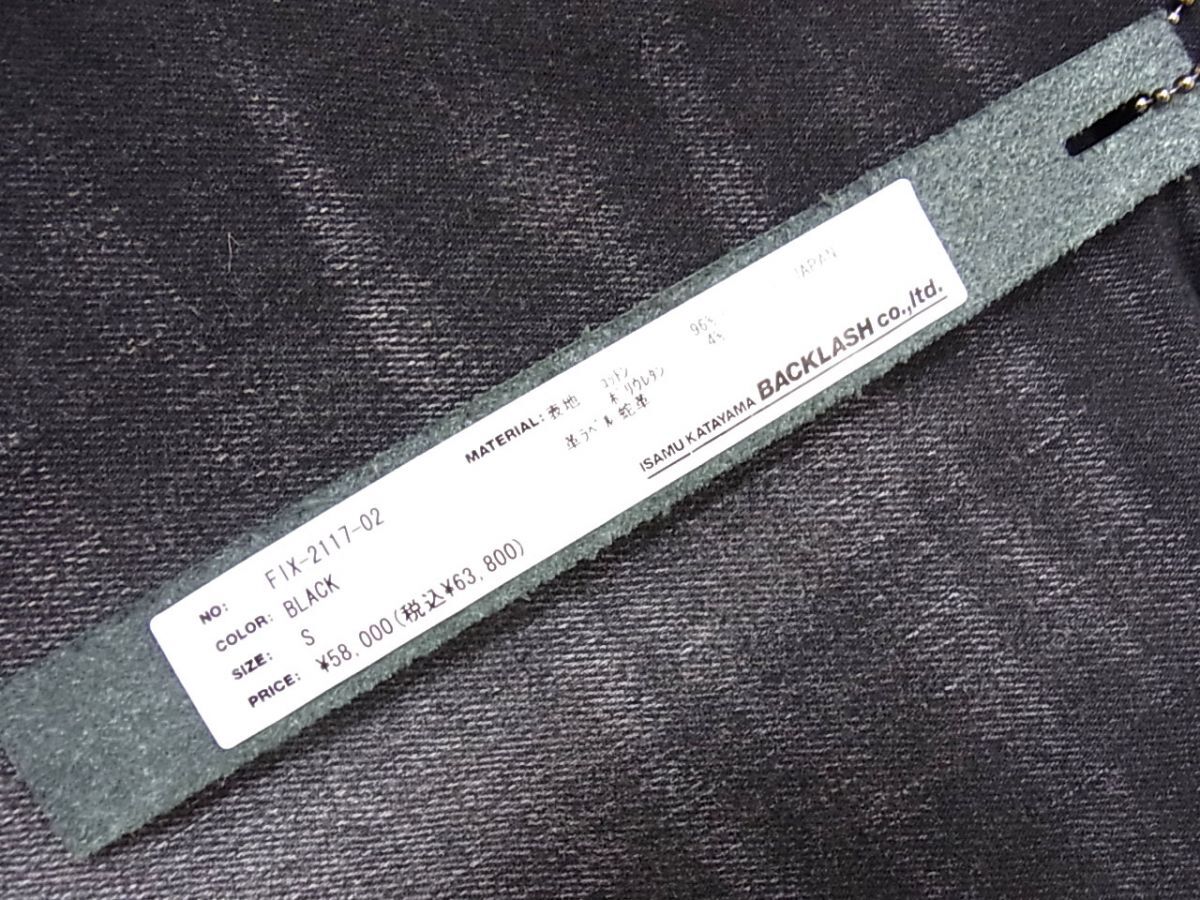 NO: FIX-2117-02
COLOR: BLACK
SIZE: S
PRICE: ¥58,000(税込¥63,800)
MATERIAL: 表地 コットン 96%
ポリウレタン 4%
革ラベル 蛇革
JAPAN
ISAMU KATAYAMA BACKLASH co.,ltd.